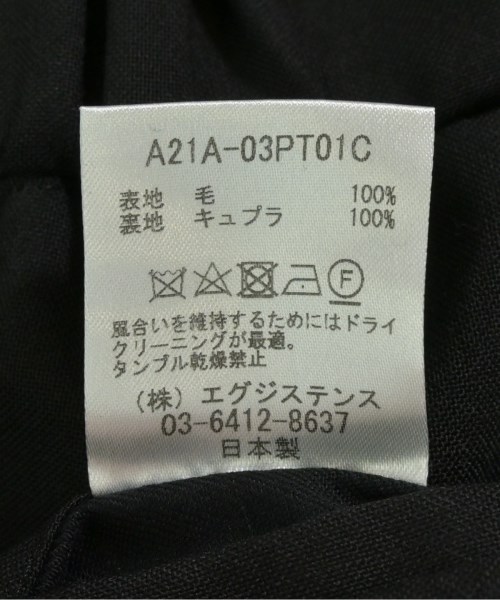 A21A-03PT01C
表地 毛 100%
裏地 キュプラ 100%
F
風合いを維持するためにはドライ
クリーニングが最適。
タンブル乾燥禁止
(株) エグジステンス
03-6412-8637
日本製